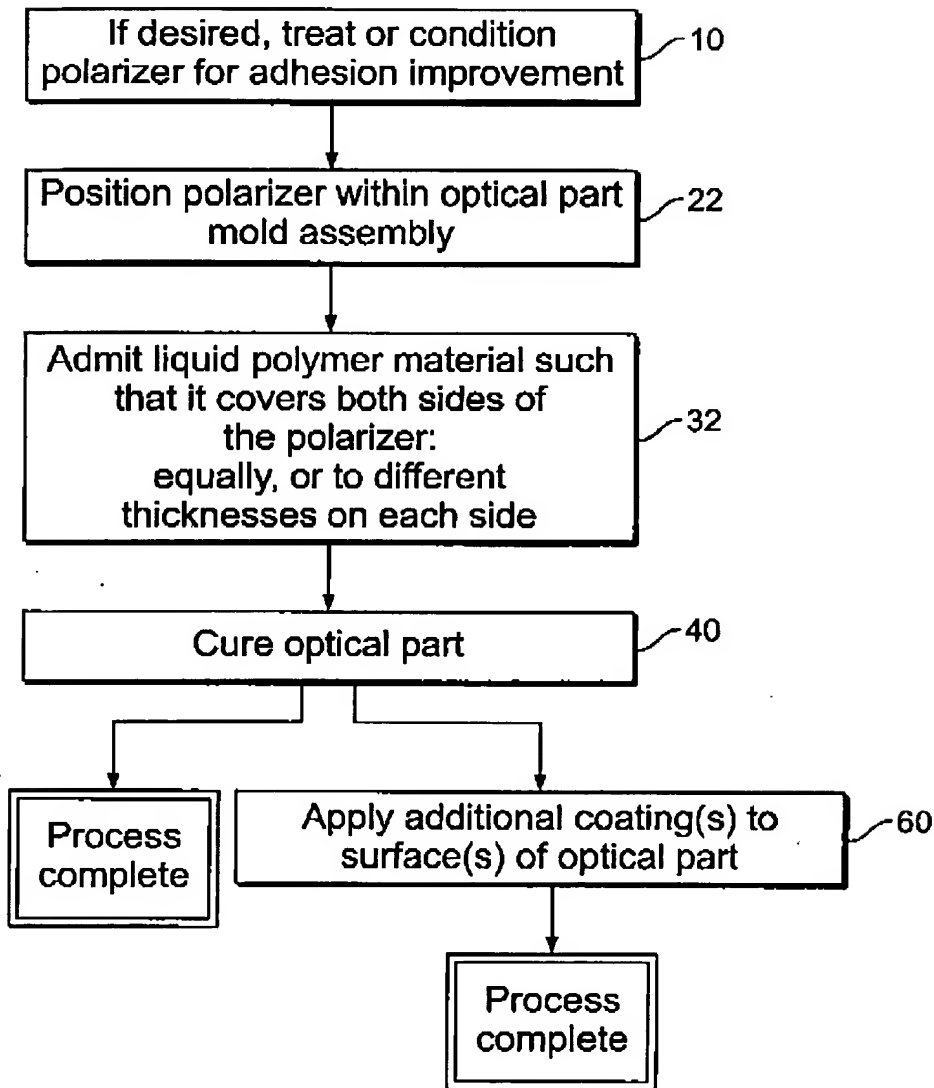 If desired, treat or condition
polarizer for adhesion improvement
10
Position polarizer within optical part
mold assembly
22
Admit liquid polymer material such
that it covers both sides of
the polarizer:
equally, or to different
thicknesses on each side
32
Cure optical part
40
Process
complete
Apply additional coating(s) to
surface(s) of optical part
60
Process
complete